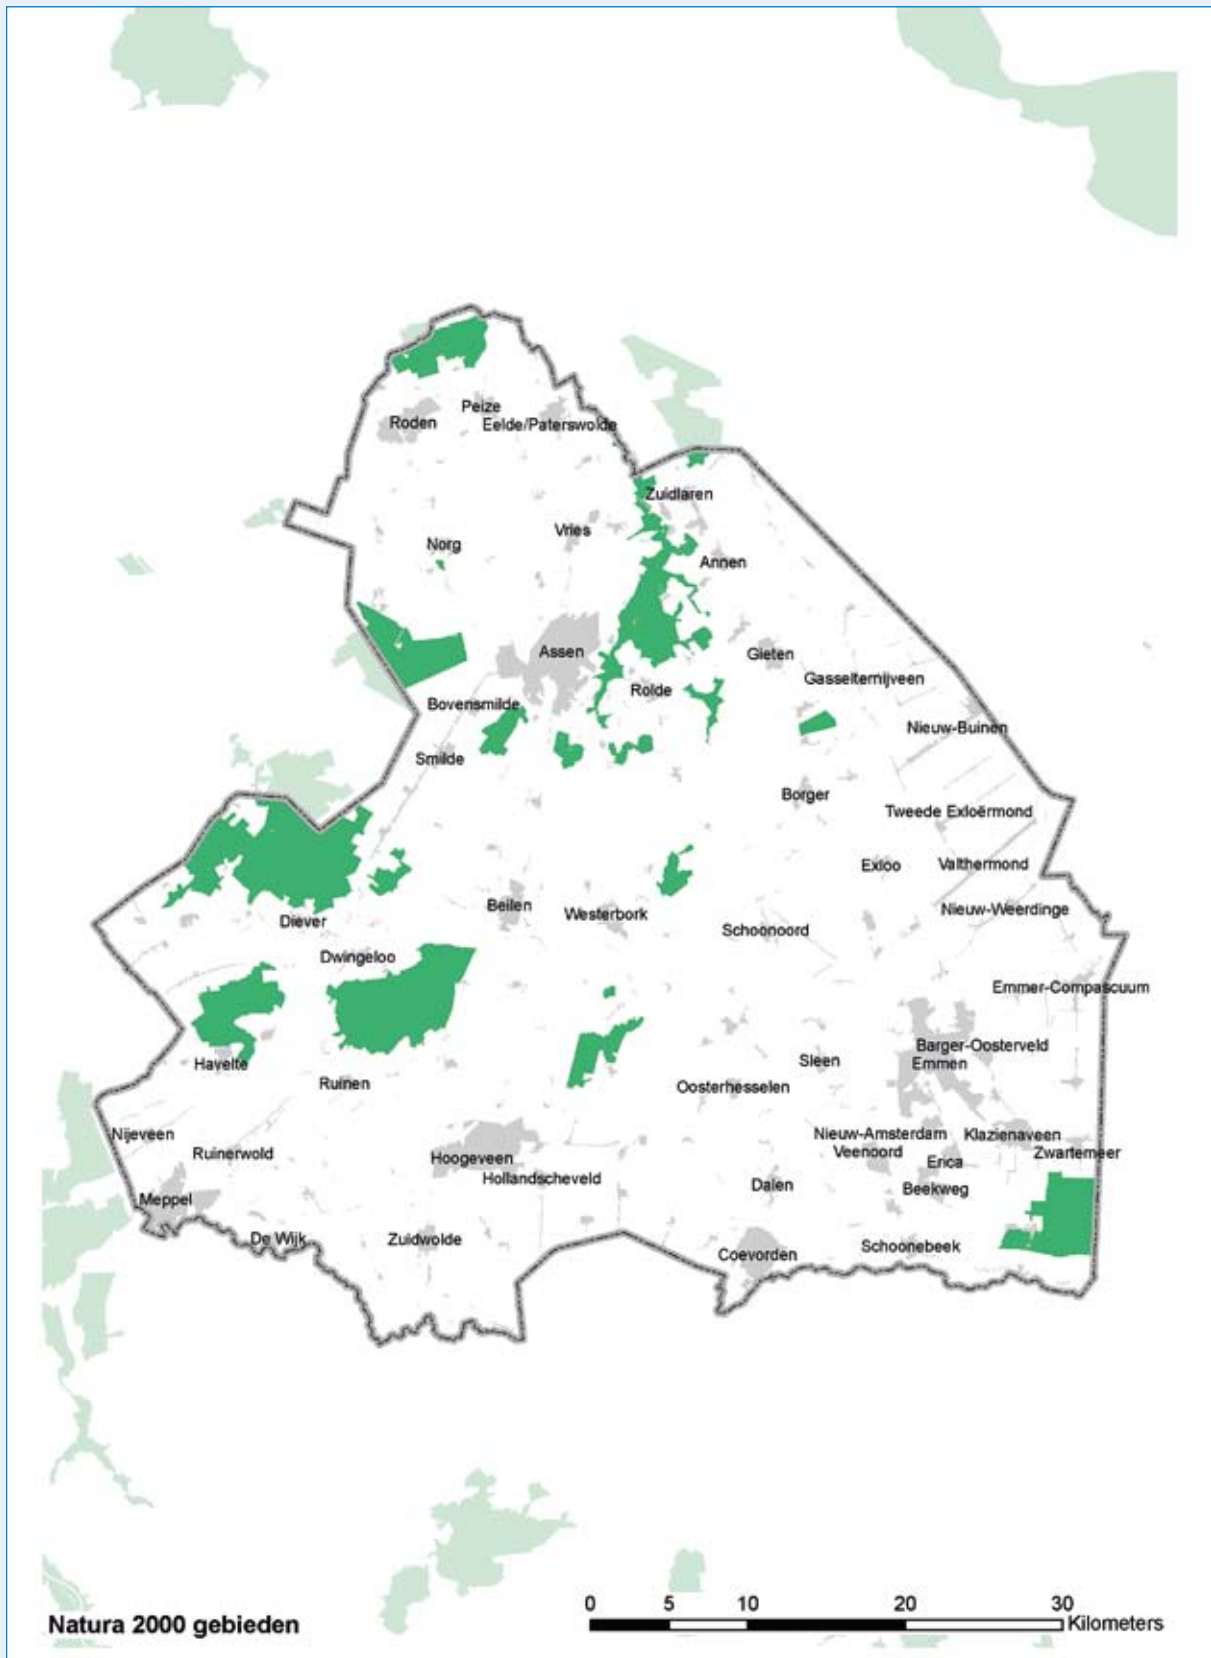 Peize
Roden
Eelde/Paterswolde
Zuidlaren
Vries
Norg
Annen
Assen
Gieten
Gasselternijveen
Rolde
Bovensmilde
Nieuw-Buinen
Smilde
Borger
Tweede Exloërmond
Exloo
Valthermond
Beilen
Westerbork
Nieuw-Weerdinge
Diever
Schoonoord
Dwingeloo
Emmer-Compascuum
Barger-Oosterveld
Havelte
Sleen
Emmen
Ruinen
Oosterhesselen
Nijeveen
Nieuw-Amsterdam
Klazienaveen
Ruinerwold
Veenoord
Zwartemeer
Hoogeveen
Erica
Hollandscheveld
Dalen
Beekweg
Meppel
De Wijk
Zuidwolde
Schoonebeek
Coevorden
0 5 10 20 30
Kilometers
Natura 2000 gebieden